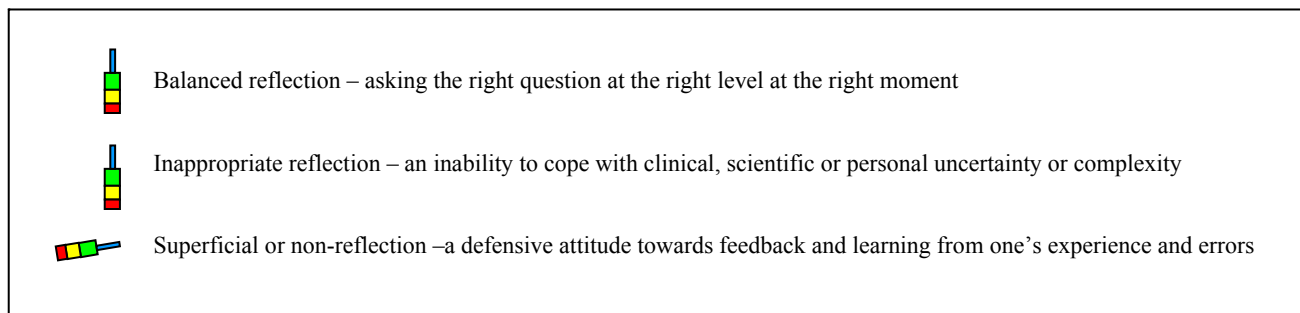 Balanced reflection – asking the right question at the right level at the right moment
Inappropriate reflection – an inability to cope with clinical, scientific or personal uncertainty or complexity
Superficial or non-reflection –a defensive attitude towards feedback and learning from one’s experience and errors